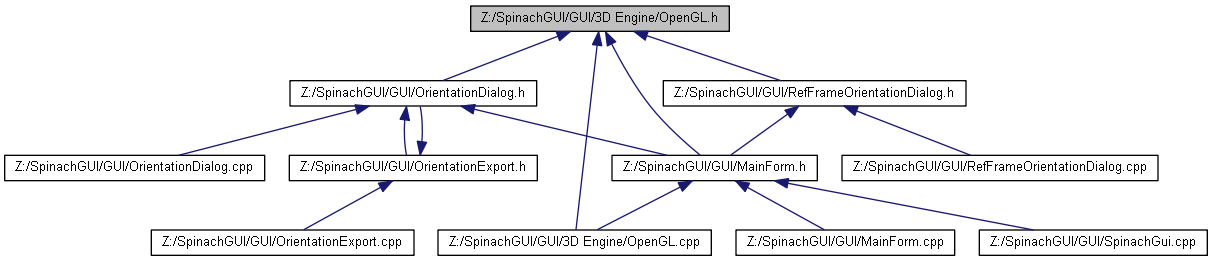 Z:/SpinachGUI/GUI/3D Engine/OpenGL.h
Z:/SpinachGUI/GUI/OrientationDialog.h
Z:/SpinachGUI/GUI/RefFrameOrientationDialog.h
Z:/SpinachGUI/GUI/OrientationDialog.cpp
Z:/SpinachGUI/GUI/OrientationExport.h
Z:/SpinachGUI/GUI/MainForm.h
Z:/SpinachGUI/GUI/RefFrameOrientationDialog.cpp
Z:/SpinachGUI/GUI/OrientationExport.cpp
Z:/SpinachGUI/GUI/3D Engine/OpenGL.cpp
Z:/SpinachGUI/GUI/MainForm.cpp
Z:/SpinachGUI/GUI/SpinachGui.cpp